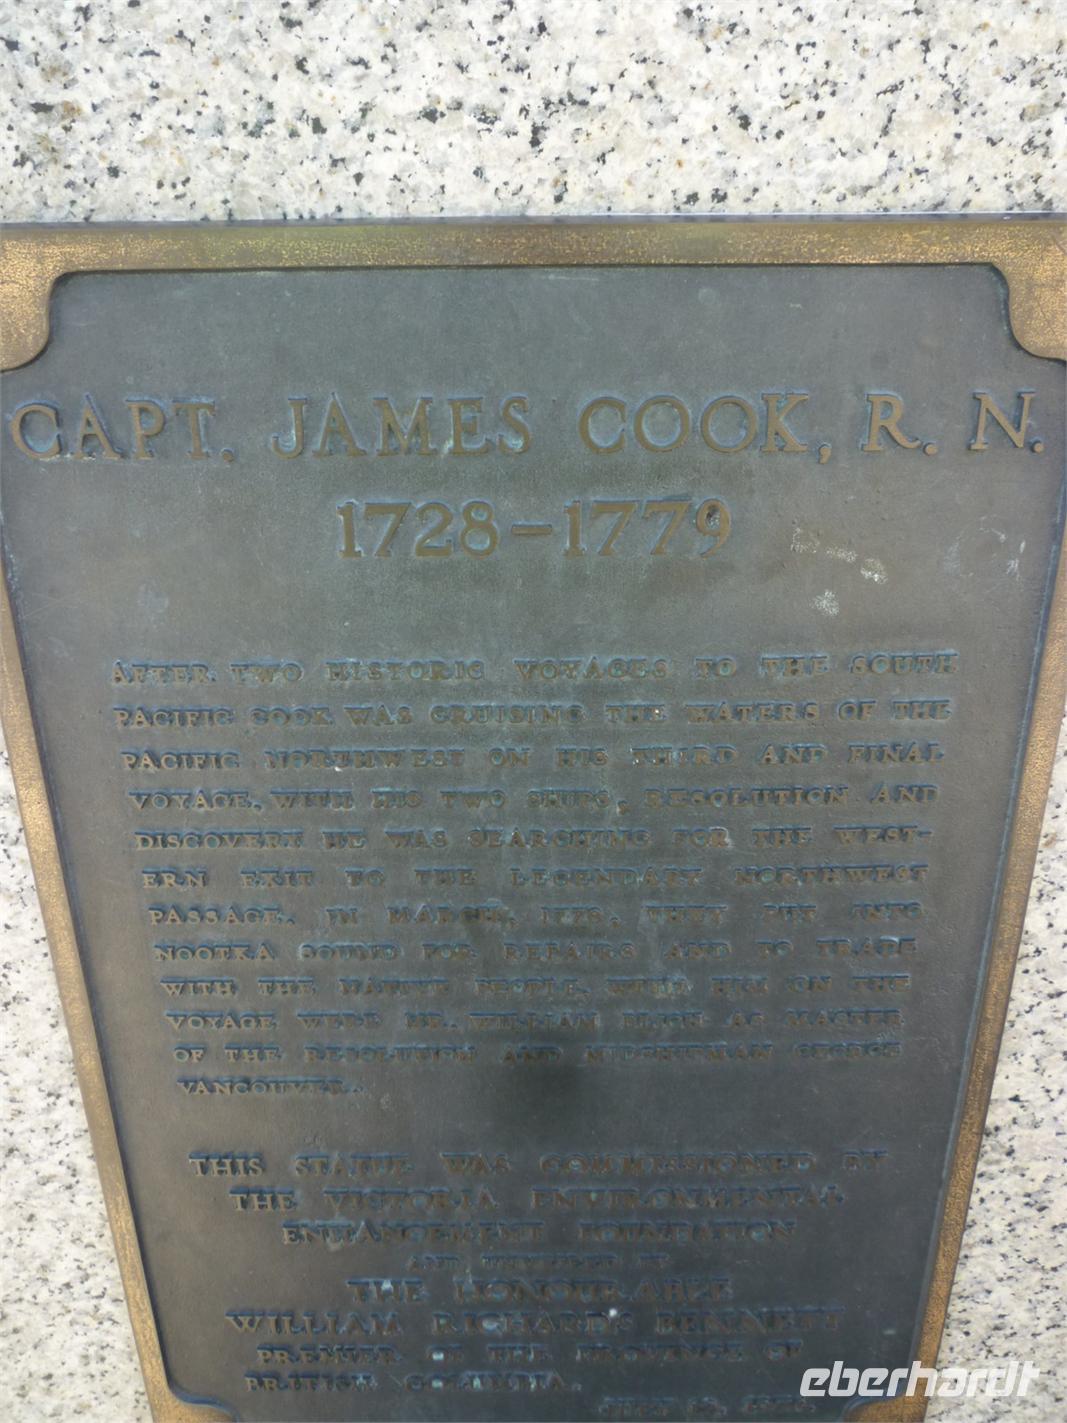 CAPT. JAMES COOK, R. N.
1728-1779
AFTER TWO HISTORIC VOYAGES TO THE SOUTH
PACIFIC COOK WAS CRUISING THE WATERS OF THE
PACIFIC NORTHWEST ON HIS THIRD AND FINAL
VOYAGE. WITH HIS TWO SHIPS, RESOLUTION AND
DISCOVERY HE WAS SEARCHING FOR THE WEST-
ERN EXIT TO THE LEGENDARY NORTHWEST
PASSAGE. IN MARCH, 1778, THEY PUT INTO
NOOTKA SOUND FOR REPAIRS AND TO TRADE
WITH THE NATIVE PEOPLE. WITH HIM ON THE
VOYAGE WERE MR. WILLIAM BLIGH AS MASTER
OF THE RESOLUTION AND MIDSHIPMAN GEORGE
VANCOUVER.
THIS STATUE WAS COMMISSIONED BY
THE VICTORIA ENVIRONMENTAL
ENHANCEMENT FOUNDATION
AND UNVEILED BY
THE HONOURABLE
WILLIAM RICHARDS BENNETT
PREMIER OF THE PROVINCE OF
BRITISH COLUMBIA.
JULY
eberhardt